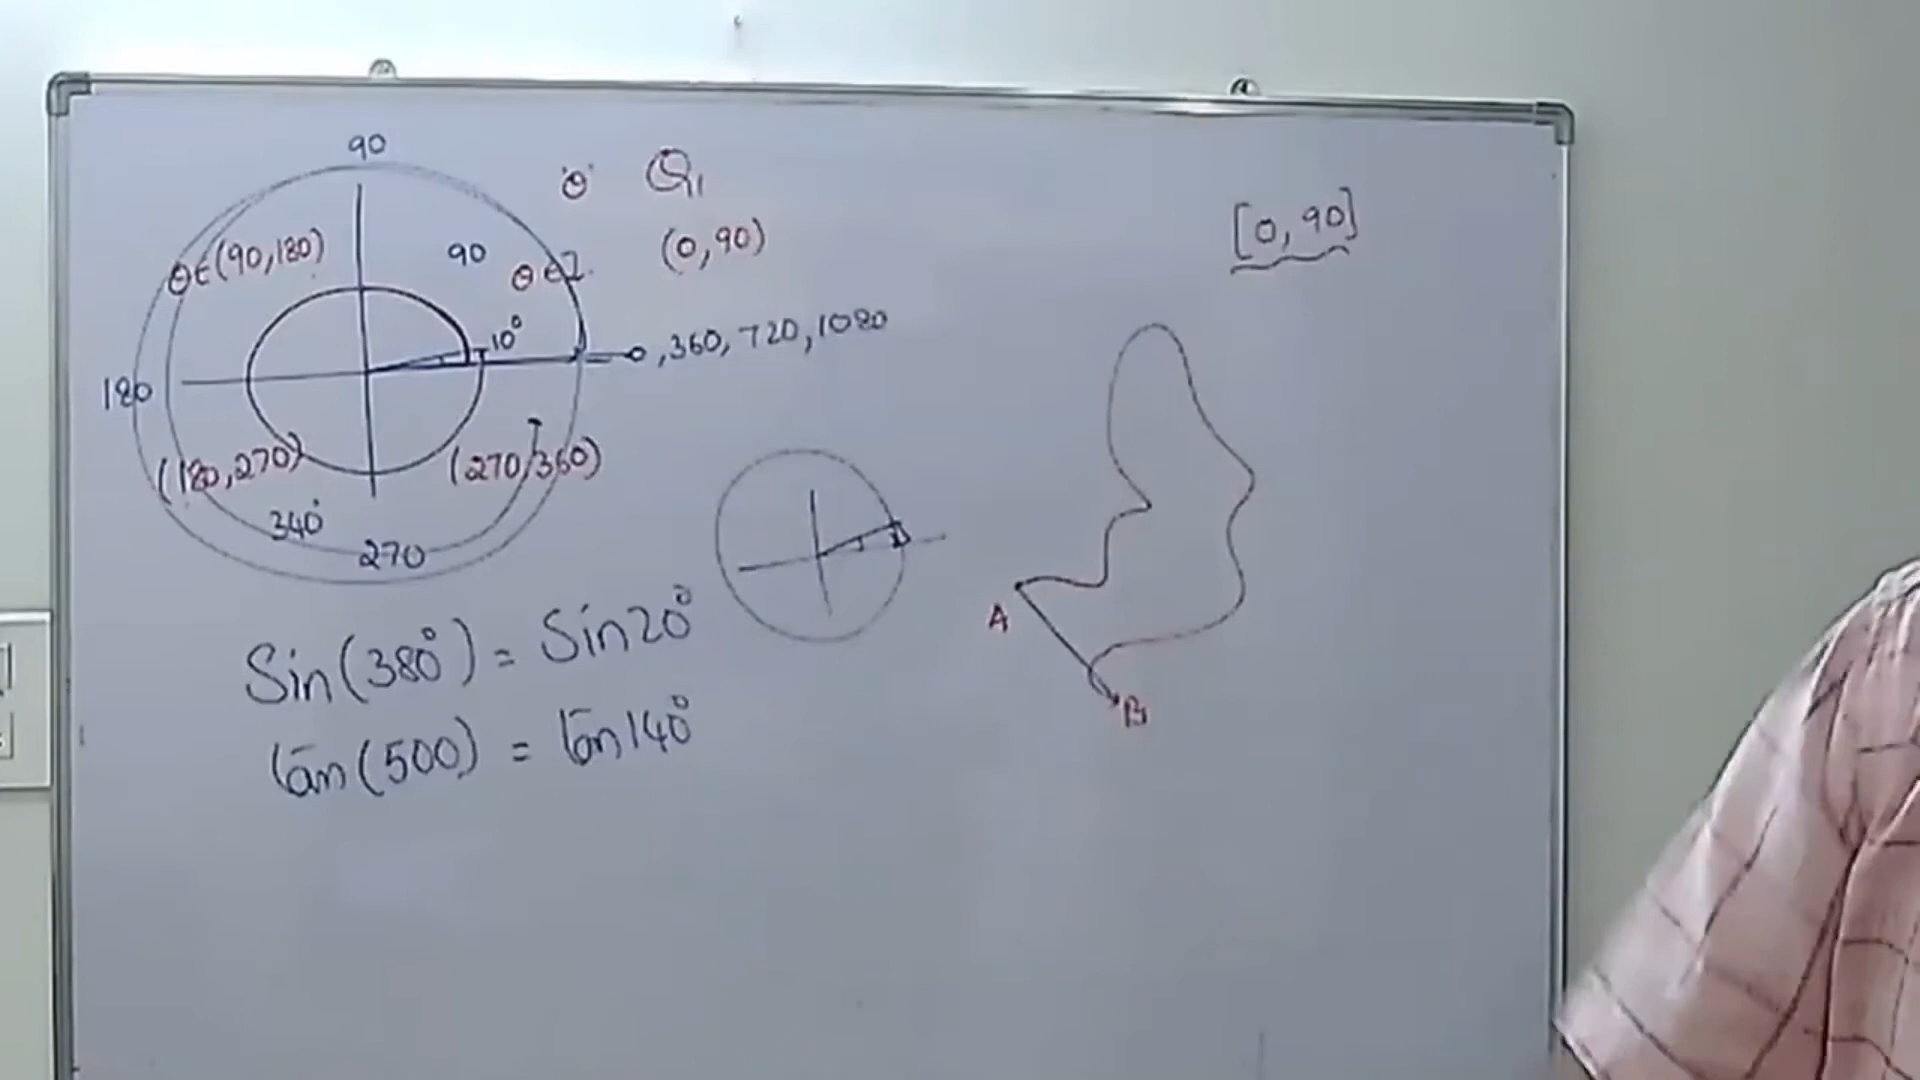 90
θ Q₁
[0, 90]
θ∈(90,180) 90 θ∈I. (0,90)
10° 0, 360, 720, 1080
180
(180,270) (270,360)
340°
270
Sin(380°) = Sin20°
tan(500) = tan140°
A
B